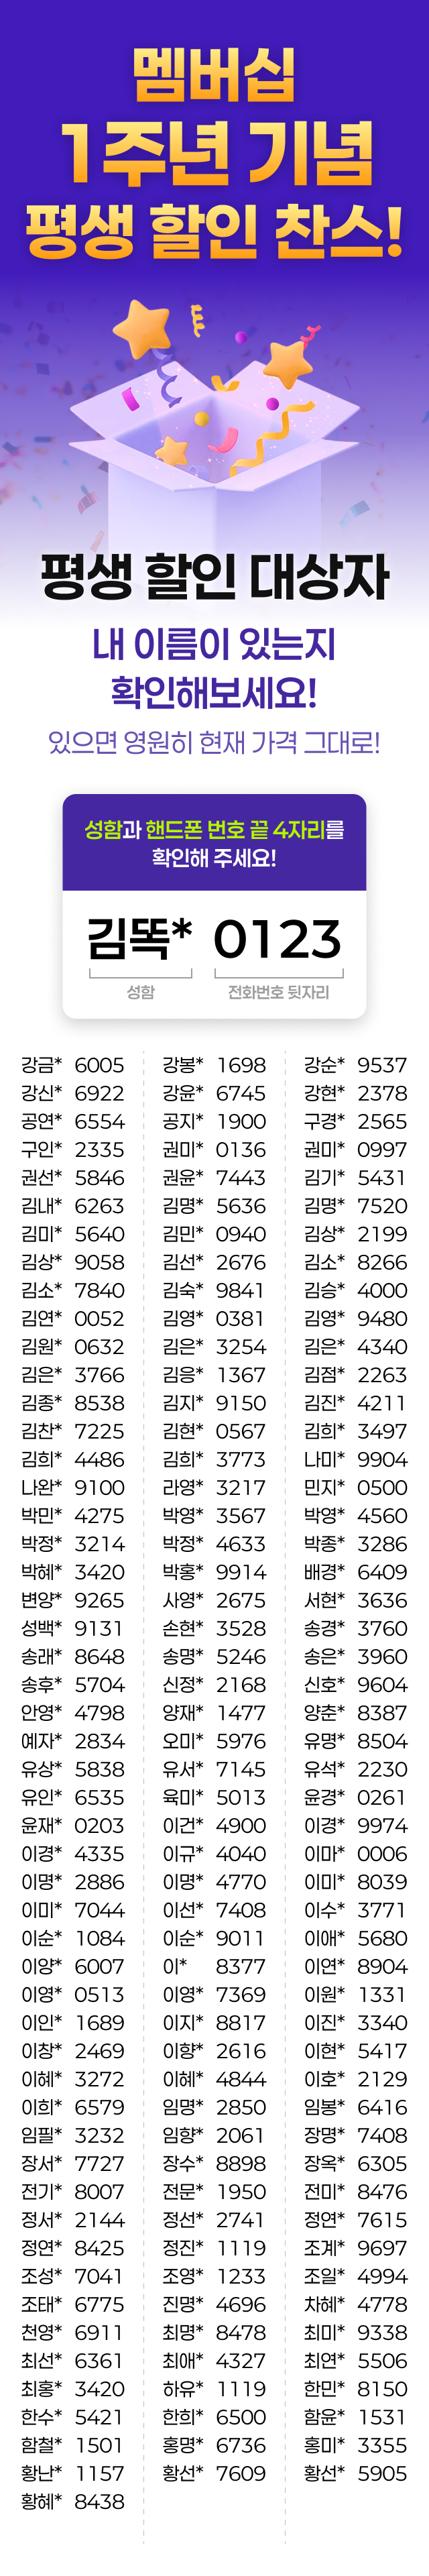 멤버십
1주년 기념
평생 할인 찬스!
평생 할인 대상자
내 이름이 있는지
확인해보세요!
있으면 영원히 현재 가격 그대로!
성함과 핸드폰 번호 끝 4자리를
확인해 주세요!
김똑* 0123
성함 전화번호 뒷자리
강금* 6005 강봉* 1698 강순* 9537
강신* 6922 강윤* 6745 강현* 2378
공연* 6554 공지* 1900 구경* 2565
구인* 2335 권미* 0136 권미* 0997
권선* 5846 권윤* 7443 김기* 5431
김내* 6263 김명* 5636 김명* 7520
김미* 5640 김민* 0940 김상* 2199
김상* 9058 김선* 2676 김소* 8266
김소* 7840 김숙* 9841 김승* 4000
김연* 0052 김영* 0381 김영* 9480
김원* 0632 김은* 3254 김은* 4340
김은* 3766 김응* 1367 김점* 2263
김종* 8538 김지* 9150 김진* 4211
김찬* 7225 김현* 0567 김희* 3497
김희* 4486 김희* 3773 나미* 9904
나완* 9100 라영* 3217 민지* 0500
박민* 4275 박영* 3567 박영* 4560
박정* 3214 박정* 4633 박종* 3286
박혜* 3420 박홍* 9914 배경* 6409
변양* 9265 사영* 2675 서현* 3636
성백* 9131 손현* 3528 송경* 3760
송래* 8648 송명* 5246 송은* 3960
송후* 5704 신정* 2168 신호* 9604
안영* 4798 양재* 1477 양춘* 8387
예자* 2834 오미* 5976 유명* 8504
유상* 5838 유서* 7145 유석* 2230
유인* 6535 육미* 5013 윤경* 0261
윤재* 0203 이건* 4900 이경* 9974
이경* 4335 이규* 4040 이마* 0006
이명* 2886 이명* 4770 이미* 8039
이미* 7044 이선* 7408 이수* 3771
이순* 1084 이순* 9011 이애* 5680
이양* 6007 이* 8377 이연* 8904
이영* 0513 이영* 7369 이원* 1331
이인* 1689 이지* 8817 이진* 3340
이창* 2469 이향* 2616 이현* 5417
이혜* 3272 이혜* 4844 이호* 2129
이희* 6579 임명* 2850 임봉* 6416
임필* 3232 임향* 2061 장명* 7408
장서* 7727 장수* 8898 장옥* 6305
전기* 8007 전문* 1950 전미* 8476
정서* 2144 정선* 2741 정연* 7615
정연* 8425 정진* 1119 조계* 9697
조성* 7041 조영* 1233 조일* 4994
조태* 6775 진명* 4696 차혜* 4778
천영* 6911 최명* 8478 최미* 9338
최선* 6361 최애* 4327 최연* 5506
최홍* 3420 하유* 1119 한민* 8150
한수* 5421 한희* 6500 함윤* 1531
함철* 1501 홍명* 6736 홍미* 3355
황난* 1157 황선* 7609 황선* 5905
황혜* 8438